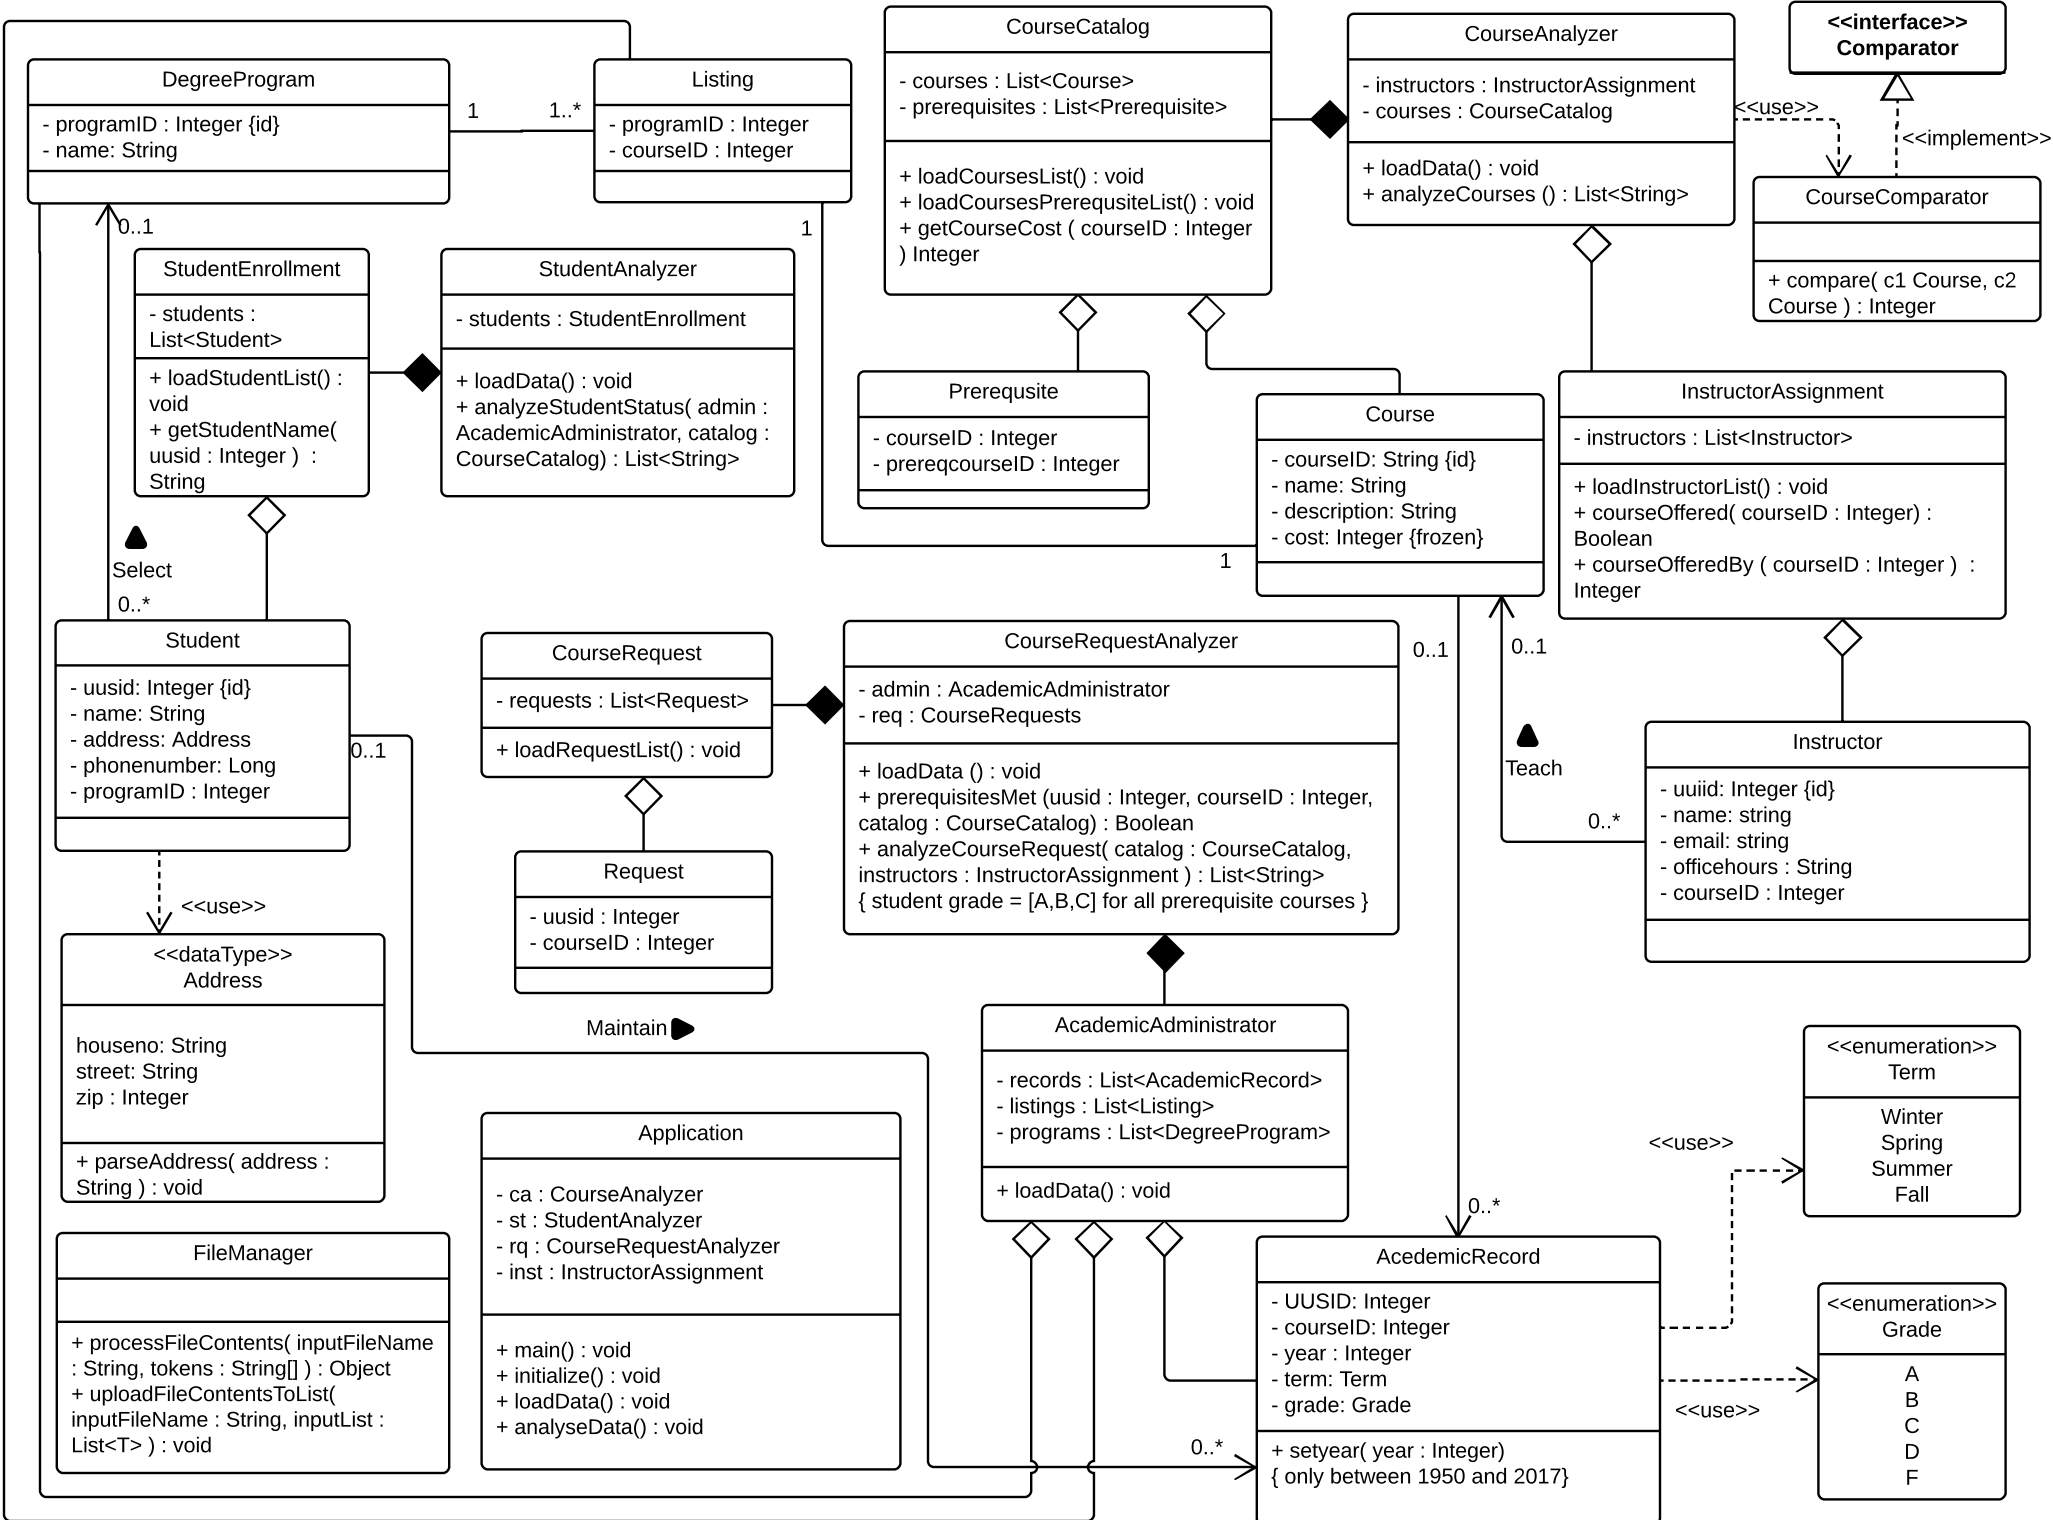 DegreeProgram
- programID : Integer {id}
- name: String
1
1..*
Listing
- programID : Integer
- courseID : Integer
CourseCatalog
- courses : List<Course>
- prerequisites : List<Prerequisite>
+ loadCoursesList() : void
+ loadCoursesPrerequsiteList() : void
+ getCourseCost ( courseID : Integer
) Integer
CourseAnalyzer
- instructors : InstructorAssignment
- courses : CourseCatalog
+ loadData() : void
+ analyzeCourses () : List<String>
<<interface>>
Comparator
<<use>>
<<implement>>
CourseComparator
+ compare( c1 Course, c2
Course ) : Integer
0..1
StudentEnrollment
- students :
List<Student>
+ loadStudentList() :
void
+ getStudentName(
uusid : Integer )  :
String
StudentAnalyzer
- students : StudentEnrollment
+ loadData() : void
+ analyzeStudentStatus( admin :
AcademicAdministrator, catalog :
CourseCatalog) : List<String>
1
Prerequsite
- courseID : Integer
- prereqcourseID : Integer
Course
- courseID: String {id}
- name: String
- description: String
- cost: Integer {frozen}
1
InstructorAssignment
- instructors : List<Instructor>
+ loadInstructorList() : void
+ courseOffered( courseID : Integer) :
Boolean
+ courseOfferedBy ( courseID : Integer )  :
Integer
Select
0..*
Student
- uusid: Integer {id}
- name: String
- address: Address
- phonenumber: Long
- programID : Integer
0..1
CourseRequest
- requests : List<Request>
+ loadRequestList() : void
CourseRequestAnalyzer
- admin : AcademicAdministrator
- req : CourseRequests
+ loadData () : void
+ prerequisitesMet (uusid : Integer, courseID : Integer,
catalog : CourseCatalog) : Boolean
+ analyzeCourseRequest( catalog : CourseCatalog,
instructors : InstructorAssignment ) : List<String>
{ student grade = [A,B,C] for all prerequisite courses }
0..1
0..1
Teach
0..*
Instructor
- uuiid: Integer {id}
- name: string
- email: string
- officehours : String
- courseID : Integer
<<use>>
<<dataType>>
Address
houseno: String
street: String
zip : Integer
+ parseAddress( address :
String ) : void
Request
- uusid : Integer
- courseID : Integer
Maintain
AcademicAdministrator
- records : List<AcademicRecord>
- listings : List<Listing>
- programs : List<DegreeProgram>
+ loadData() : void
<<enumeration>>
Term
Winter
Spring
Summer
Fall
<<use>>
FileManager
+ processFileContents( inputFileName
: String, tokens : String[] ) : Object
+ uploadFileContentsToList(
inputFileName : String, inputList :
List<T> ) : void
Application
- ca : CourseAnalyzer
- st : StudentAnalyzer
- rq : CourseRequestAnalyzer
- inst : InstructorAssignment
+ main() : void
+ initialize() : void
+ loadData() : void
+ analyseData() : void
0..*
0..*
AcedemicRecord
- UUSID: Integer
- courseID: Integer
- year : Integer
- term: Term
- grade: Grade
+ setyear( year : Integer)
{ only between 1950 and 2017}
<<use>>
<<enumeration>>
Grade
A
B
C
D
F